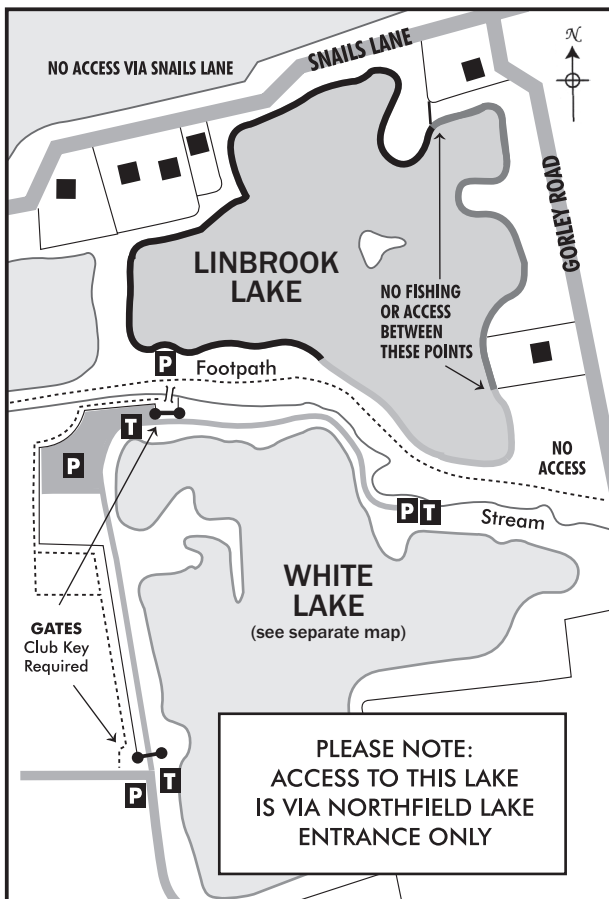 NO ACCESS VIA SNAILS LANE
SNAILS LANE
N
GORLEY ROAD
LINBROOK
LAKE
NO FISHING
OR ACCESS
BETWEEN
THESE POINTS
P
Footpath
T
P
NO
ACCESS
P T
Stream
WHITE
LAKE
(see separate map)
GATES
Club Key
Required
T
P
PLEASE NOTE:
ACCESS TO THIS LAKE
IS VIA NORTHFIELD LAKE
ENTRANCE ONLY